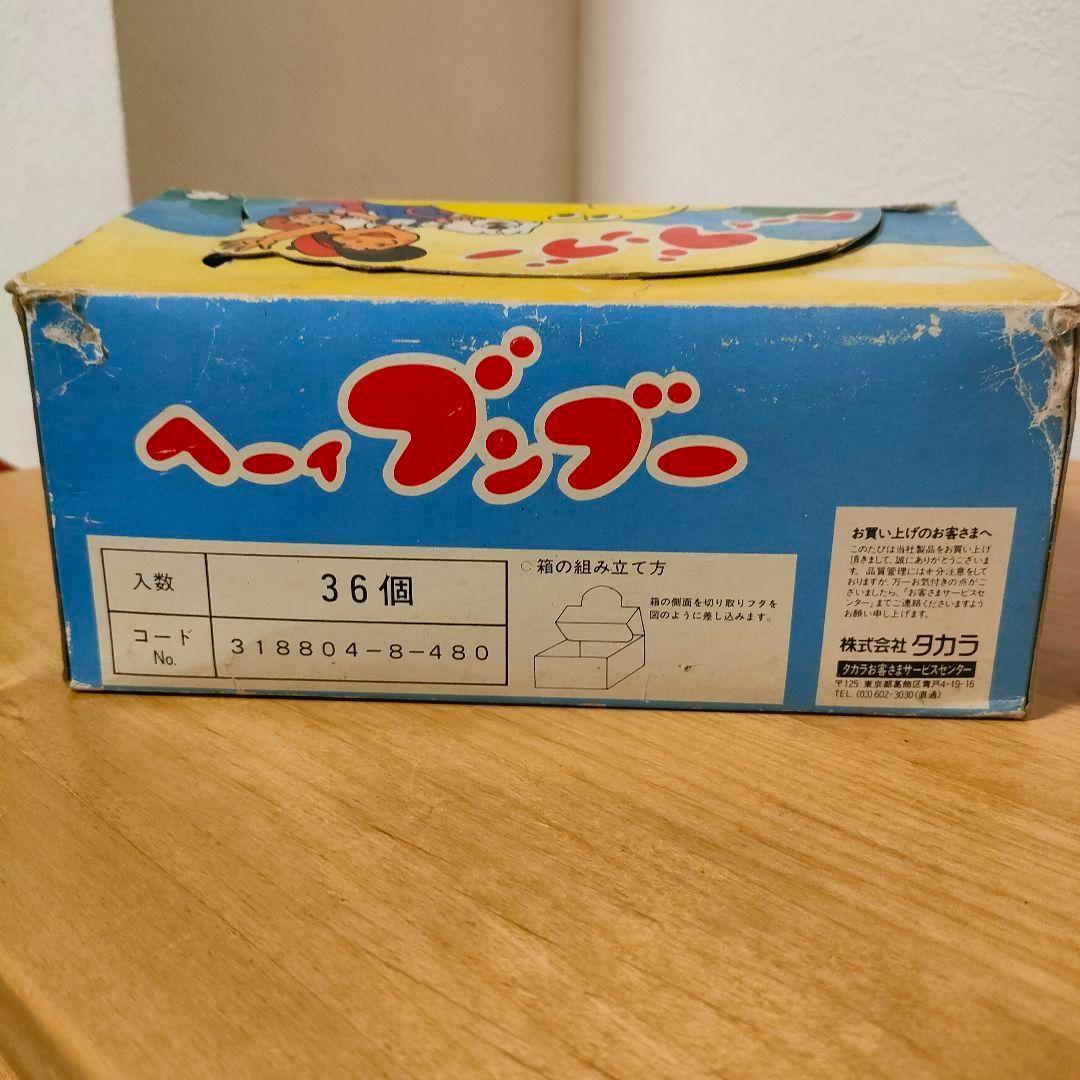 ヘーイブンブー
ヘーイブンブー
入数 36個
コードNo. 318804-8-480
○箱の組み立て方
箱の側面を切り取りフタを
図のように差し込みます。
お買い上げのお客さまへ
このたびは当社製品をお買い上げ
頂きまして、誠にありがとうございま
す。品質管理には十分注意をして
おりますが、万一お気付きの点がご
ざいましたら、「お客さまサービスセ
ンター」までご連絡くださいますよう
お願い申し上げます。
株式会社タカラ
タカラお客さまサービスセンター
〒125 東京都葛飾区青戸4-19-16
TEL (03)602-3030(直通)